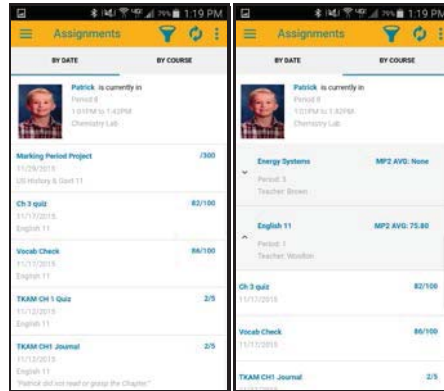 79% 1:19 PM
Assignments
BY DATE BY COURSE
Patrick is currently in
Period 8
1:01PM to 1:42PM
Chemistry Lab
Marking Period Project /300
11/29/2015
US History & Govt 11
Ch 3 quiz 82/100
11/17/2015
English 11
Vocab Check 86/100
11/17/2015
English 11
TKAM CH 1 Quiz 2/5
11/12/2015
English 11
TKAM CH1 Journal 2/5
11/12/2015
English 11
"Patrick did not read or grasp the Chapter."
79% 1:19 PM
Assignments
BY DATE BY COURSE
Patrick is currently in
Period 8
1:01PM to 1:42PM
Chemistry Lab
Energy Systems MP2 AVG: None
Period: 5
Teacher: Brown
English 11 MP2 AVG: 75.80
Period: 1
Teacher: Woolton
Ch 3 quiz 82/100
11/17/2015
Vocab Check 86/100
11/17/2015
TKAM CH1 Journal 2/5